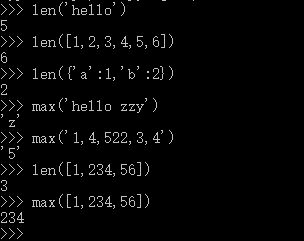 >>> len('hello')
5
>>> len([1,2,3,4,5,6])
6
>>> len({'a':1,'b':2})
2
>>> max('hello zzy')
'z'
>>> max('1,4,522,3,4')
'5'
>>> len([1,234,56])
3
>>> max([1,234,56])
234
>>>